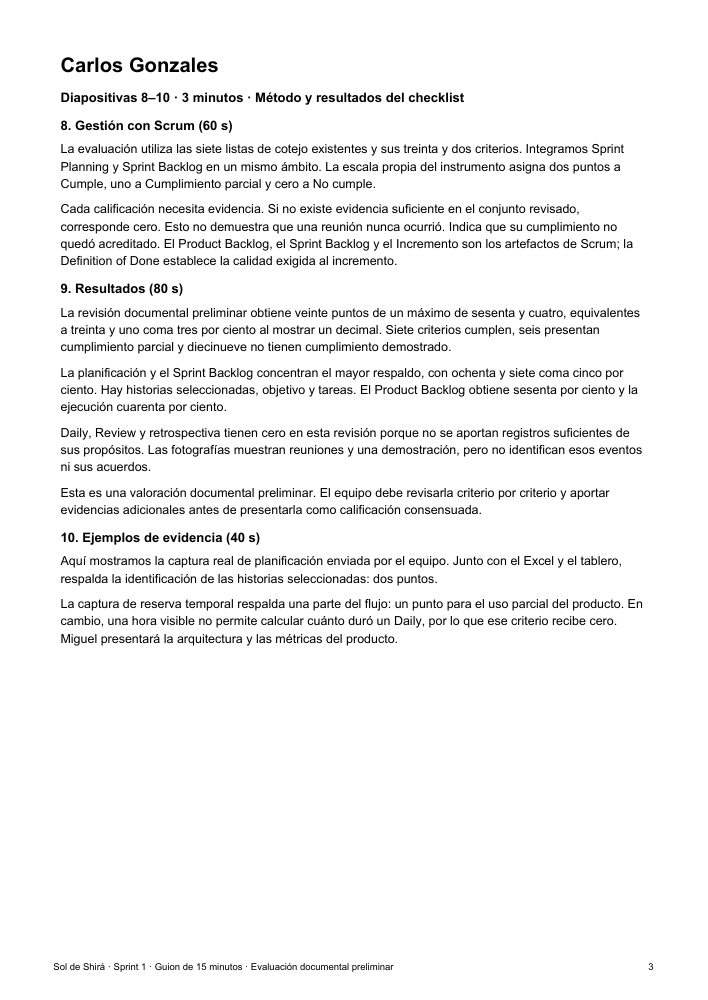 Carlos Gonzales
Diapositivas 8–10 · 3 minutos · Método y resultados del checklist
8. Gestión con Scrum (60 s)
La evaluación utiliza las siete listas de cotejo existentes y sus treinta y dos criterios. Integramos Sprint
Planning y Sprint Backlog en un mismo ámbito. La escala propia del instrumento asigna dos puntos a
Cumple, uno a Cumplimiento parcial y cero a No cumple.
Cada calificación necesita evidencia. Si no existe evidencia suficiente en el conjunto revisado,
corresponde cero. Esto no demuestra que una reunión nunca ocurrió. Indica que su cumplimiento no
quedó acreditado. El Product Backlog, el Sprint Backlog y el Incremento son los artefactos de Scrum; la
Definition of Done establece la calidad exigida al incremento.
9. Resultados (80 s)
La revisión documental preliminar obtiene veinte puntos de un máximo de sesenta y cuatro, equivalentes
a treinta y uno coma tres por ciento al mostrar un decimal. Siete criterios cumplen, seis presentan
cumplimiento parcial y diecinueve no tienen cumplimiento demostrado.
La planificación y el Sprint Backlog concentran el mayor respaldo, con ochenta y siete coma cinco por
ciento. Hay historias seleccionadas, objetivo y tareas. El Product Backlog obtiene sesenta por ciento y la
ejecución cuarenta por ciento.
Daily, Review y retrospectiva tienen cero en esta revisión porque no se aportan registros suficientes de
sus propósitos. Las fotografías muestran reuniones y una demostración, pero no identifican esos eventos
ni sus acuerdos.
Esta es una valoración documental preliminar. El equipo debe revisarla criterio por criterio y aportar
evidencias adicionales antes de presentarla como calificación consensuada.
10. Ejemplos de evidencia (40 s)
Aquí mostramos la captura real de planificación enviada por el equipo. Junto con el Excel y el tablero,
respalda la identificación de las historias seleccionadas: dos puntos.
La captura de reserva temporal respalda una parte del flujo: un punto para el uso parcial del producto. En
cambio, una hora visible no permite calcular cuánto duró un Daily, por lo que ese criterio recibe cero.
Miguel presentará la arquitectura y las métricas del producto.
Sol de Shirá · Sprint 1 · Guion de 15 minutos · Evaluación documental preliminar
3